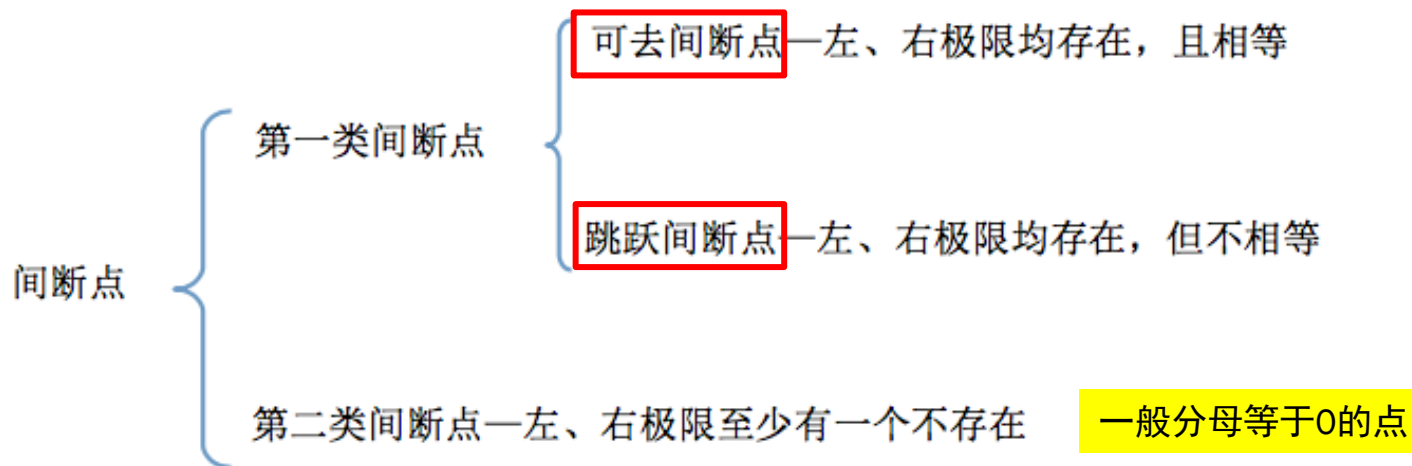 可去间断点—左、右极限均存在，且相等
第一类间断点
跳跃间断点—左、右极限均存在，但不相等
间断点
第二类间断点—左、右极限至少有一个不存在
一般分母等于0的点